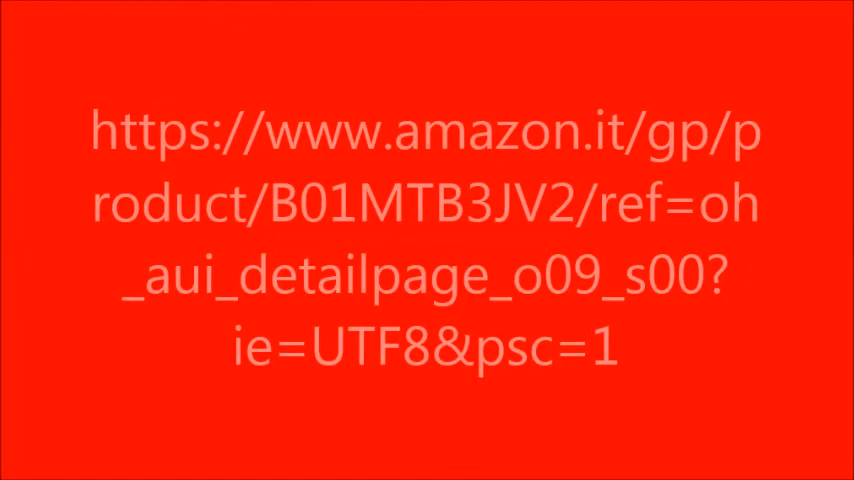 https://www.amazon.it/gp/p
roduct/B01MTB3JV2/ref=oh
_aui_detailpage_o09_s00?
ie=UTF8&psc=1